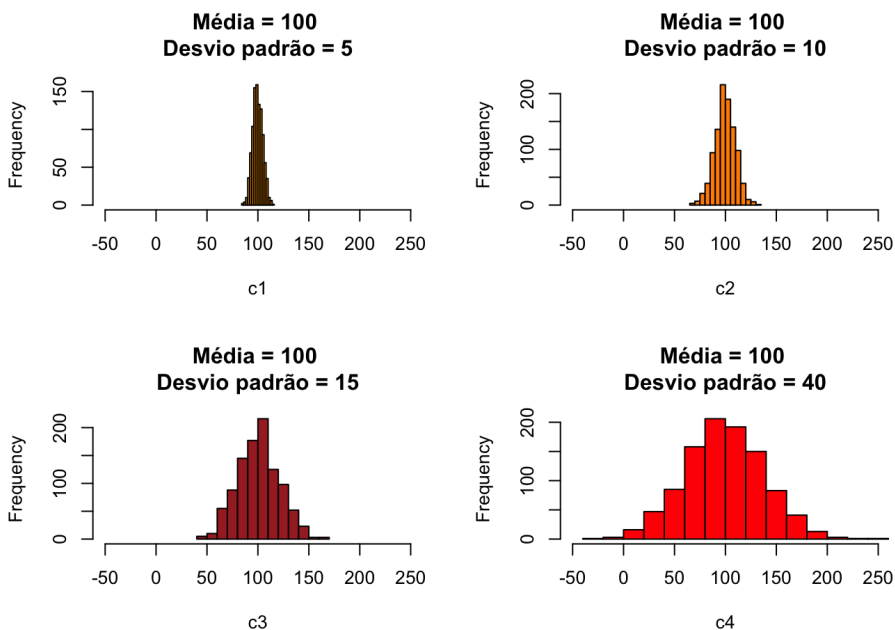 Média = 100
Desvio padrão = 5
Frequency
0
50
150
-50 0 50 100 150 200 250
c1
Média = 100
Desvio padrão = 10
Frequency
0
100
200
-50 0 50 100 150 200 250
c2
Média = 100
Desvio padrão = 15
Frequency
0
100
200
-50 0 50 100 150 200 250
c3
Média = 100
Desvio padrão = 40
Frequency
0
100
200
-50 0 50 100 150 200 250
c4